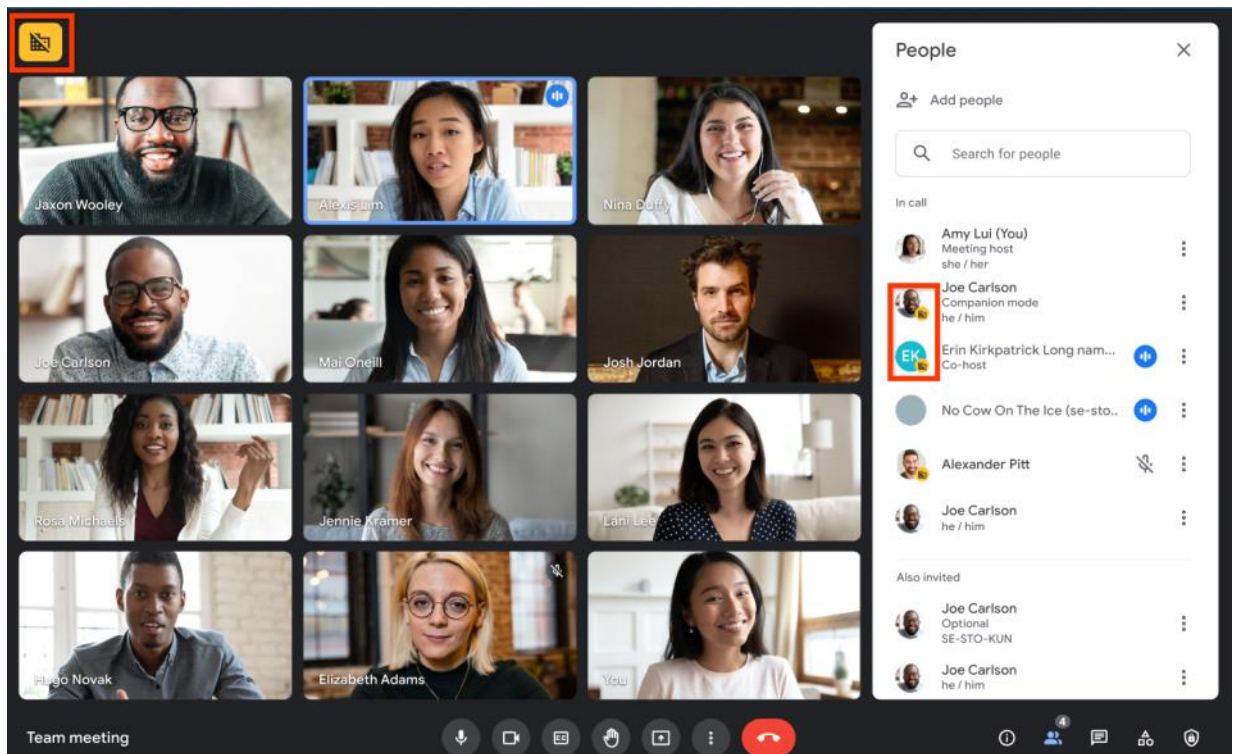 People
Add people
Search for people
In call
Jaxon Wooley
Alexis Lim
Nina Duffy
Amy Lui (You)
Meeting host
she / her
Joe Carlson
Companion mode
he / him
Joe Carlson
Mai Oneill
Josh Jordan
EK
Erin Kirkpatrick Long nam...
Co-host
No Cow On The Ice (se-sto..
Alexander Pitt
Rosa Michaels
Jennie Kramer
Lani Lee
Joe Carlson
he / him
Also invited
Joe Carlson
Optional
SE-STO-KUN
Joe Carlson
he / him
Hugo Novak
Elizabeth Adams
You
Team meeting
CC
4